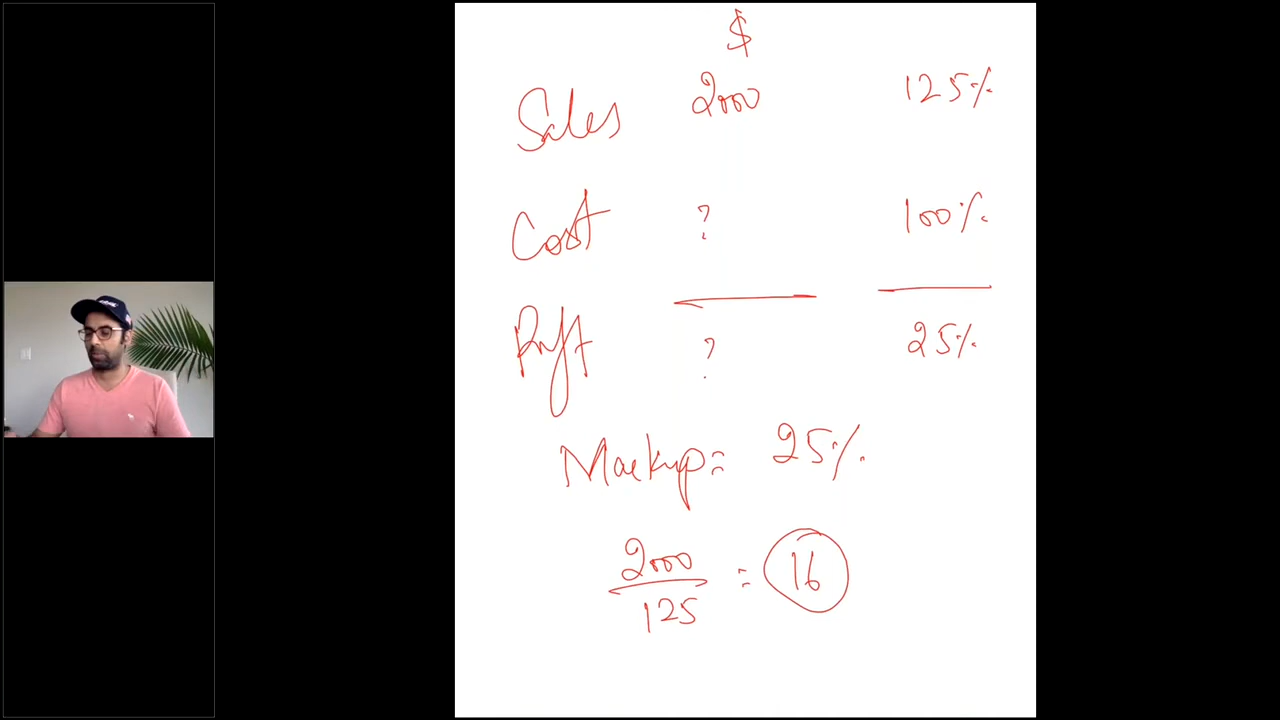 $
Sales 2000 125%
Cost ? 100%
Profit ? 25%
Markup = 25%
2000
125
= 16